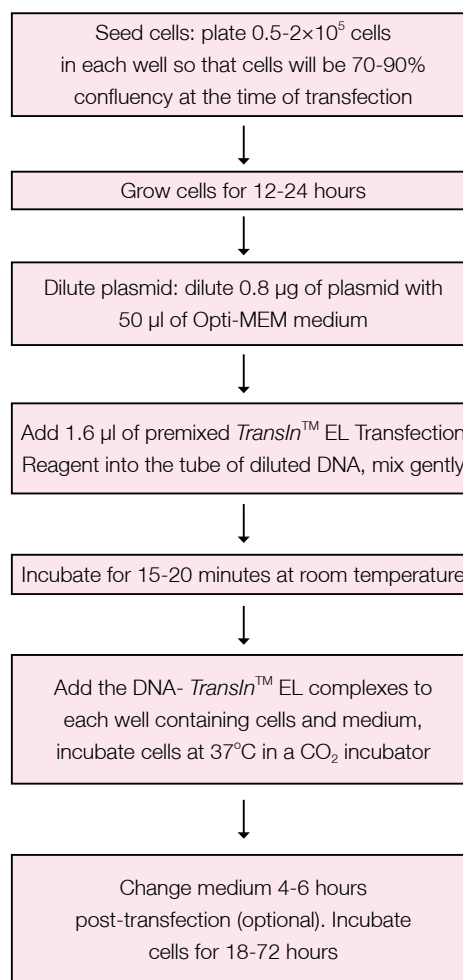 Seed cells: plate 0.5-2×10⁵ cells
in each well so that cells will be 70-90%
confluency at the time of transfection
Grow cells for 12-24 hours
Dilute plasmid: dilute 0.8 µg of plasmid with
50 µl of Opti-MEM medium
Add 1.6 µl of premixed TransIn™ EL Transfection
Reagent into the tube of diluted DNA, mix gently
Incubate for 15-20 minutes at room temperature
Add the DNA- TransIn™ EL complexes to
each well containing cells and medium,
incubate cells at 37°C in a CO₂ incubator
Change medium 4-6 hours
post-transfection (optional). Incubate
cells for 18-72 hours